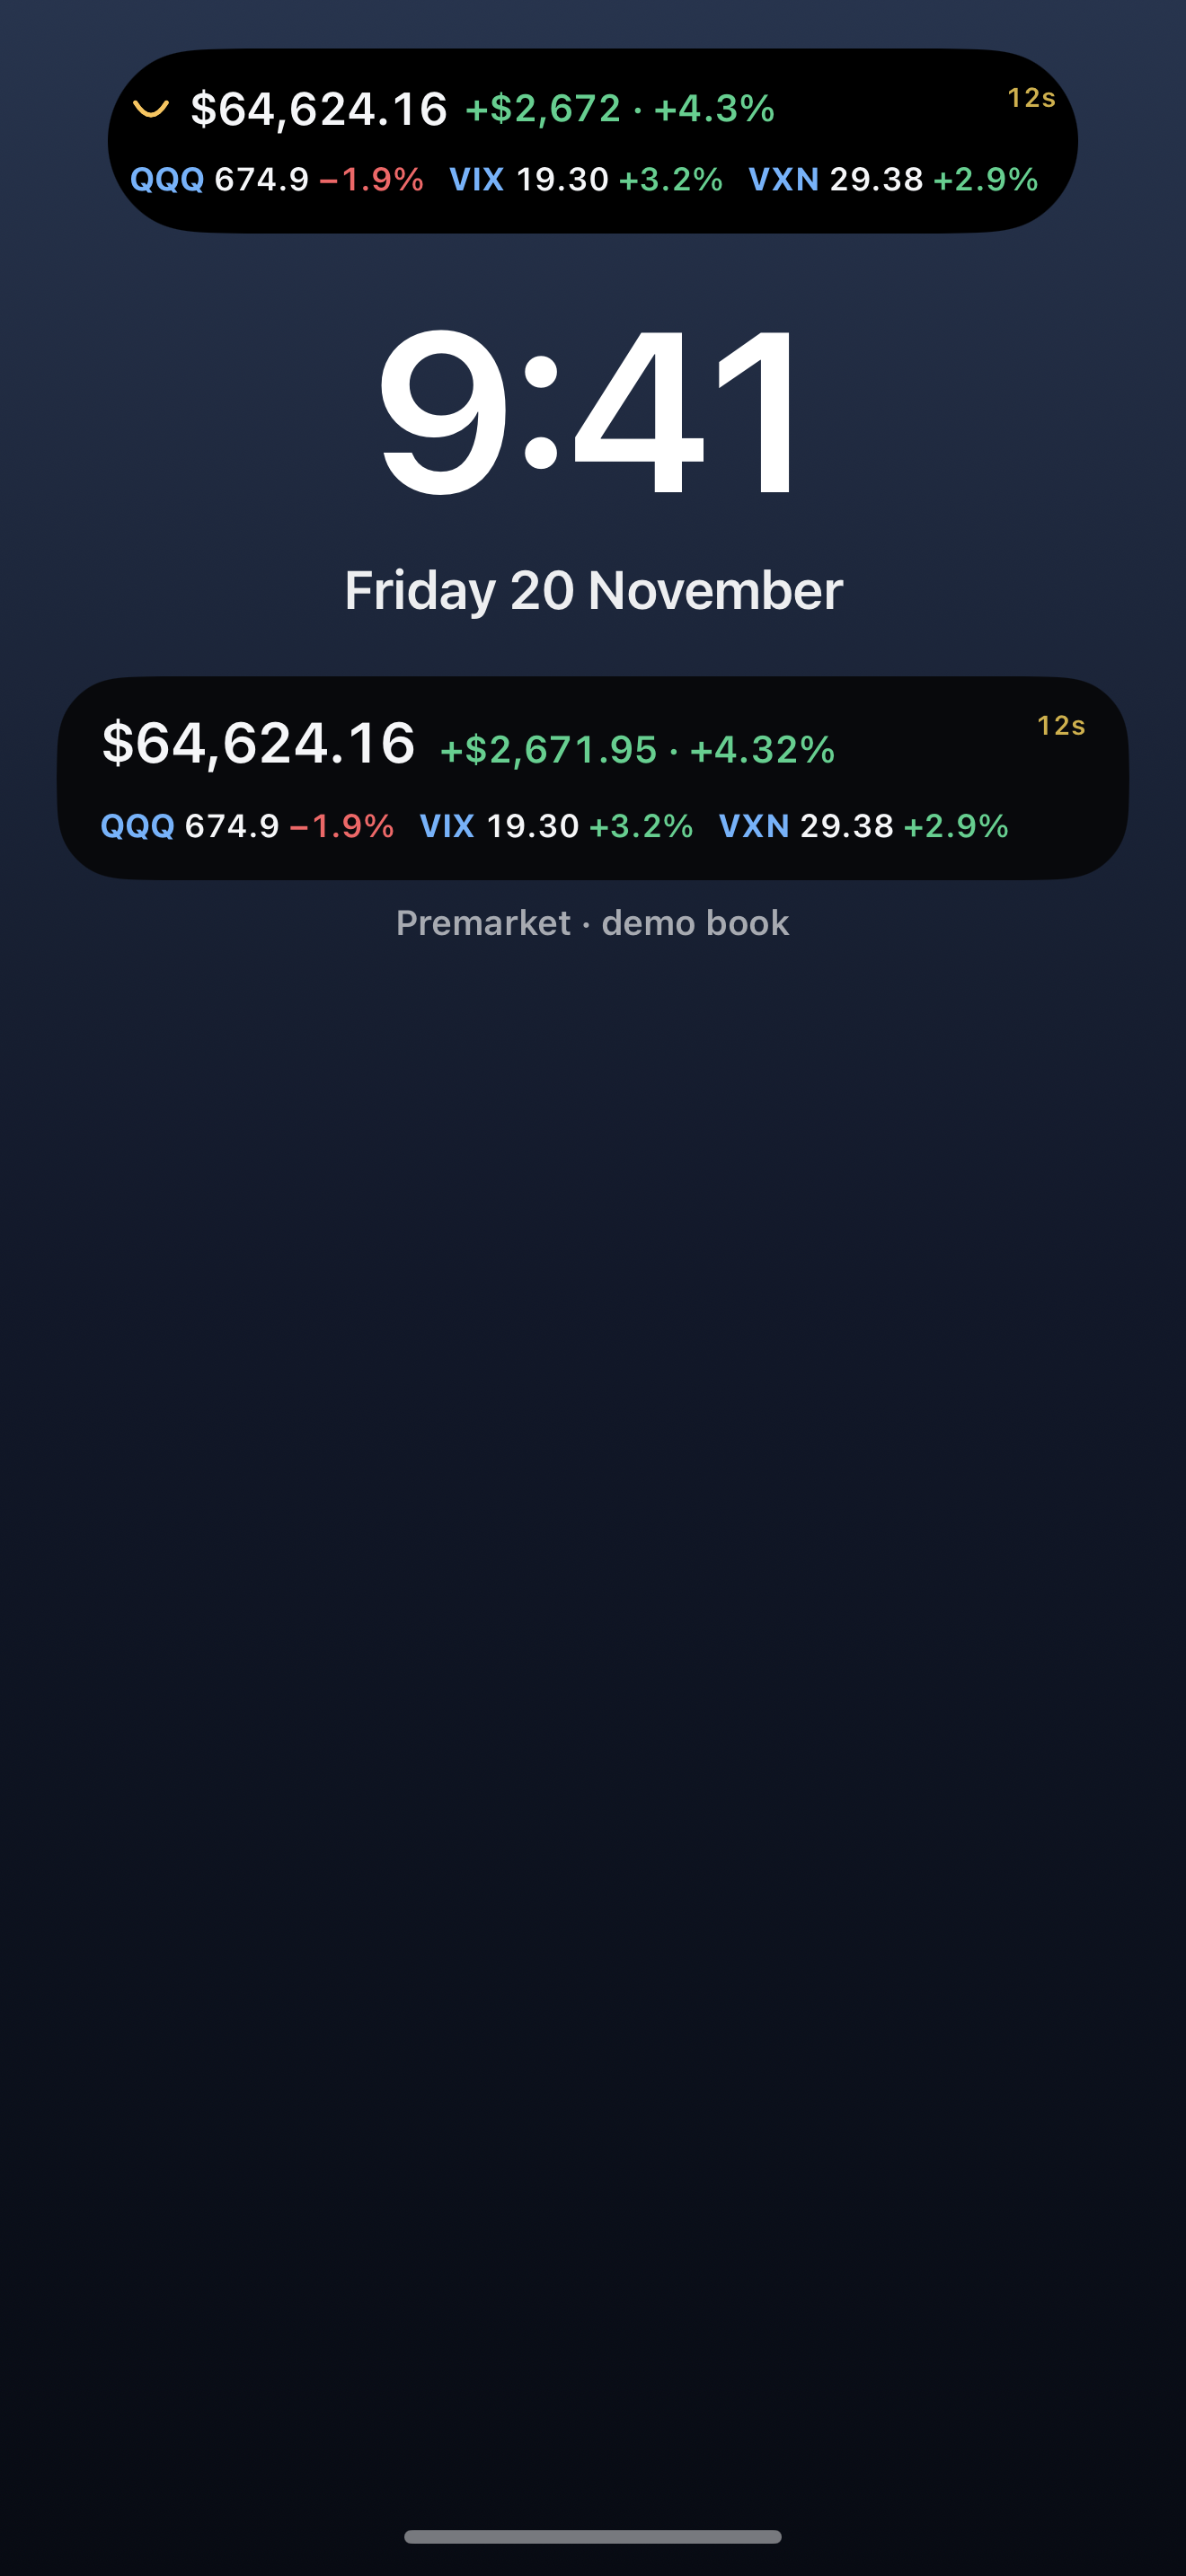 $64,624.16 +$2,672 · +4.3% 12s
QQQ 674.9 −1.9% VIX 19.30 +3.2% VXN 29.38 +2.9%
9:41
Friday 20 November
$64,624.16 +$2,671.95 · +4.32% 12s
QQQ 674.9 −1.9% VIX 19.30 +3.2% VXN 29.38 +2.9%
Premarket · demo book